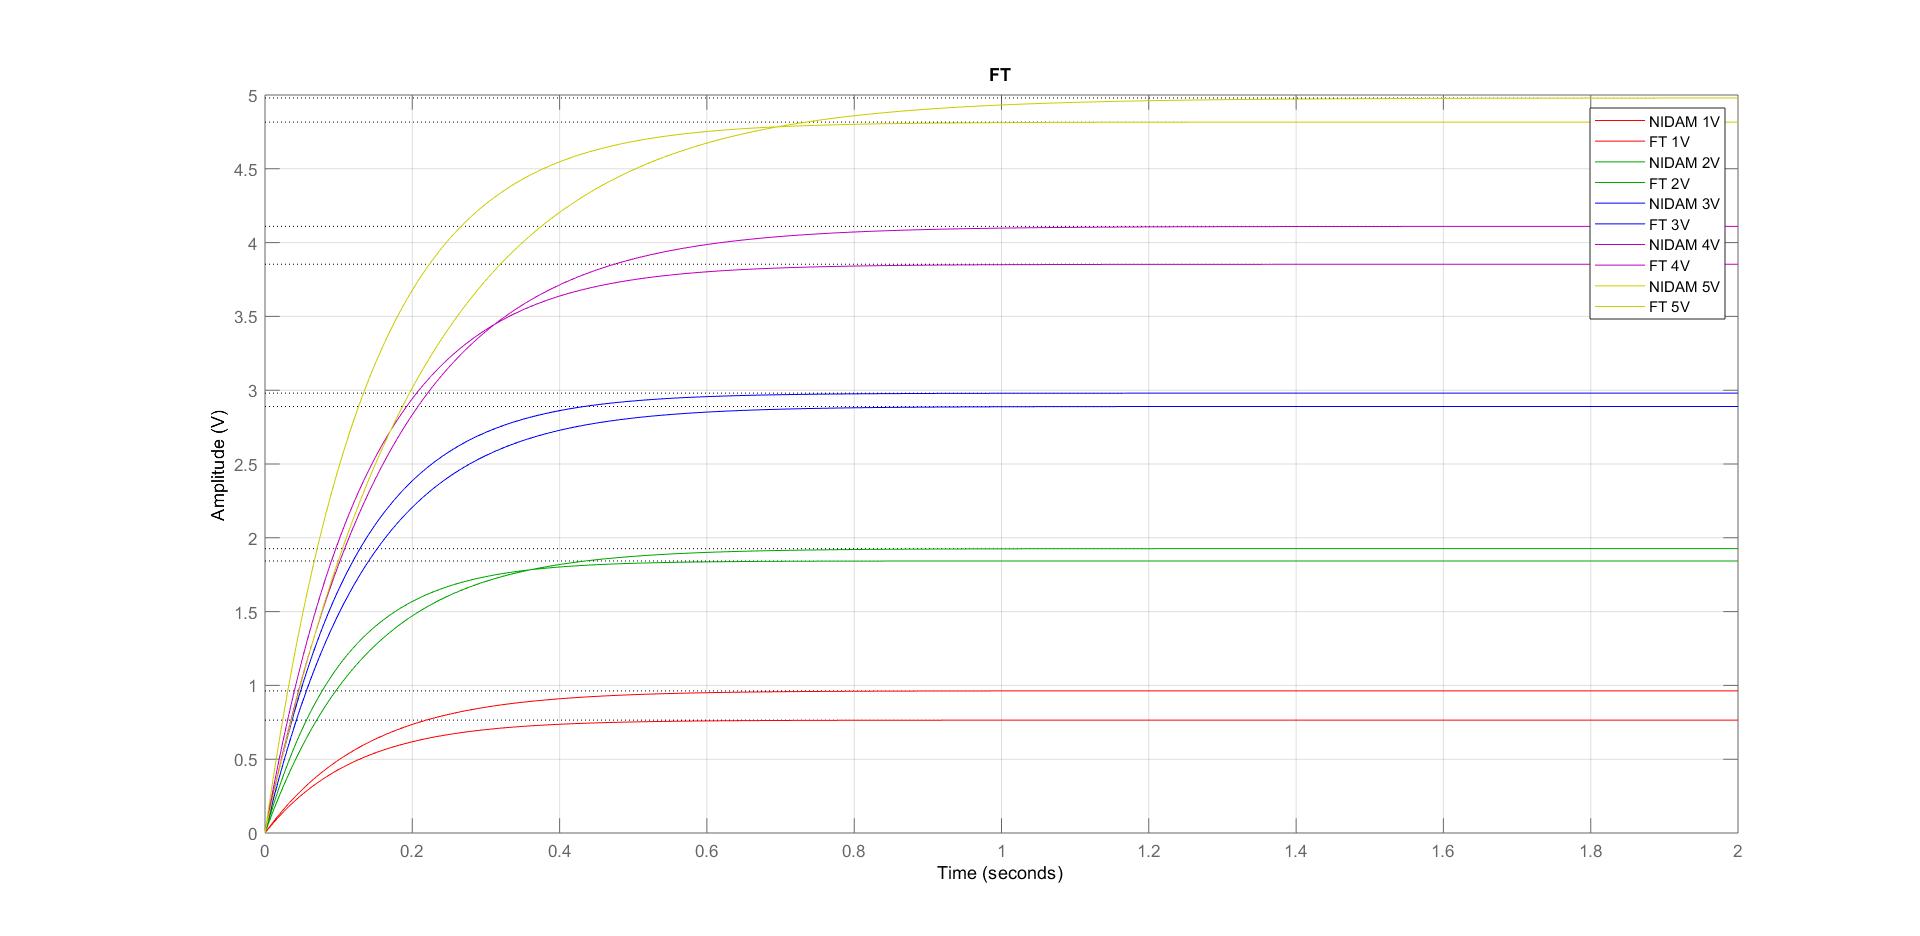 FT
5
4.5
4
3.5
3
2.5
2
1.5
1
0.5
0
Amplitude (V)
NIDAM 1V
FT 1V
NIDAM 2V
FT 2V
NIDAM 3V
FT 3V
NIDAM 4V
FT 4V
NIDAM 5V
FT 5V
0 0.2 0.4 0.6 0.8 1 1.2 1.4 1.6 1.8 2
Time (seconds)